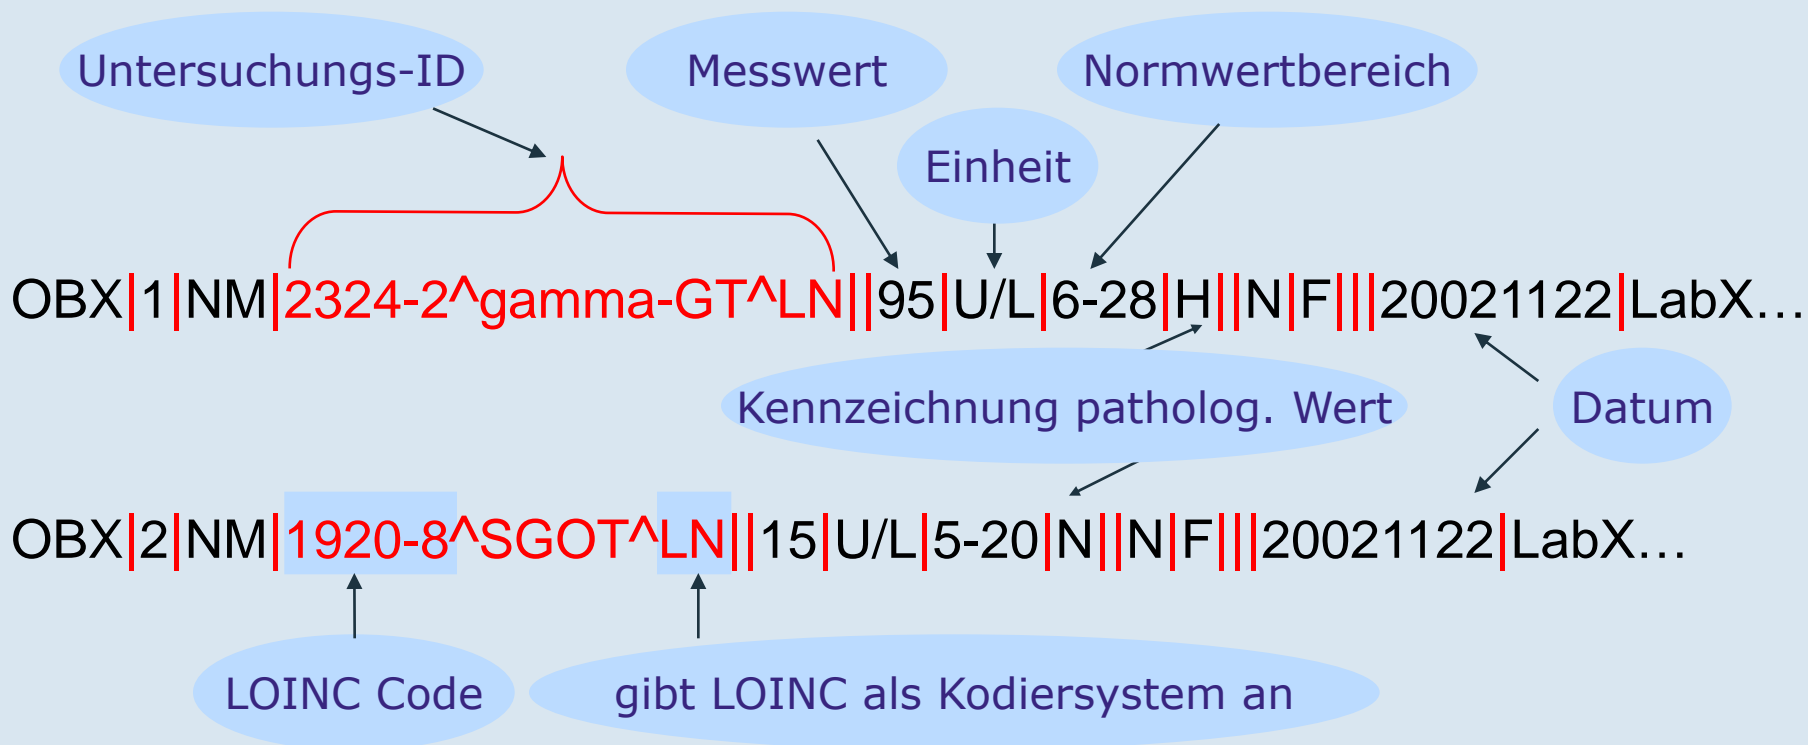 Untersuchungs-ID Messwert Normwertbereich
Einheit
OBX|1|NM|2324-2^gamma-GT^LN||95|U/L|6-28|H||N|F|||20021122|LabX…
Kennzeichnung patholog. Wert Datum
OBX|2|NM|1920-8^SGOT^LN||15|U/L|5-20|N||N|F|||20021122|LabX…
LOINC Code gibt LOINC als Kodiersystem an